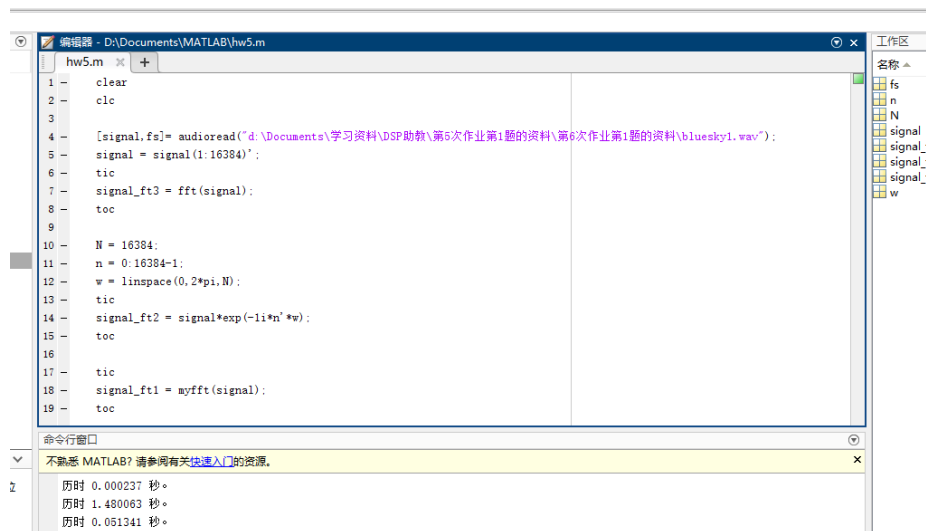 编辑器 - D:\Documents\MATLAB\hw5.m
hw5.m
1 clear
2 clc
3
4 [signal,fs]= audioread("d:\Documents\学习资料\DSP助教\第5次作业第1题的资料\第6次作业第1题的资料\bluesky1.wav");
5 signal = signal(1:16384)';
6 tic
7 signal_ft3 = fft(signal);
8 toc
9
10 N = 16384;
11 n = 0:16384-1;
12 w = linspace(0,2*pi,N);
13 tic
14 signal_ft2 = signal*exp(-1i*n'*w);
15 toc
16
17 tic
18 signal_ft1 = myfft(signal);
19 toc
工作区
名称
fs
n
N
signal
signal_
signal_
signal_
w
命令行窗口
不熟悉 MATLAB? 请参阅有关快速入门的资源。
历时 0.000237 秒。
历时 1.480063 秒。
历时 0.051341 秒。